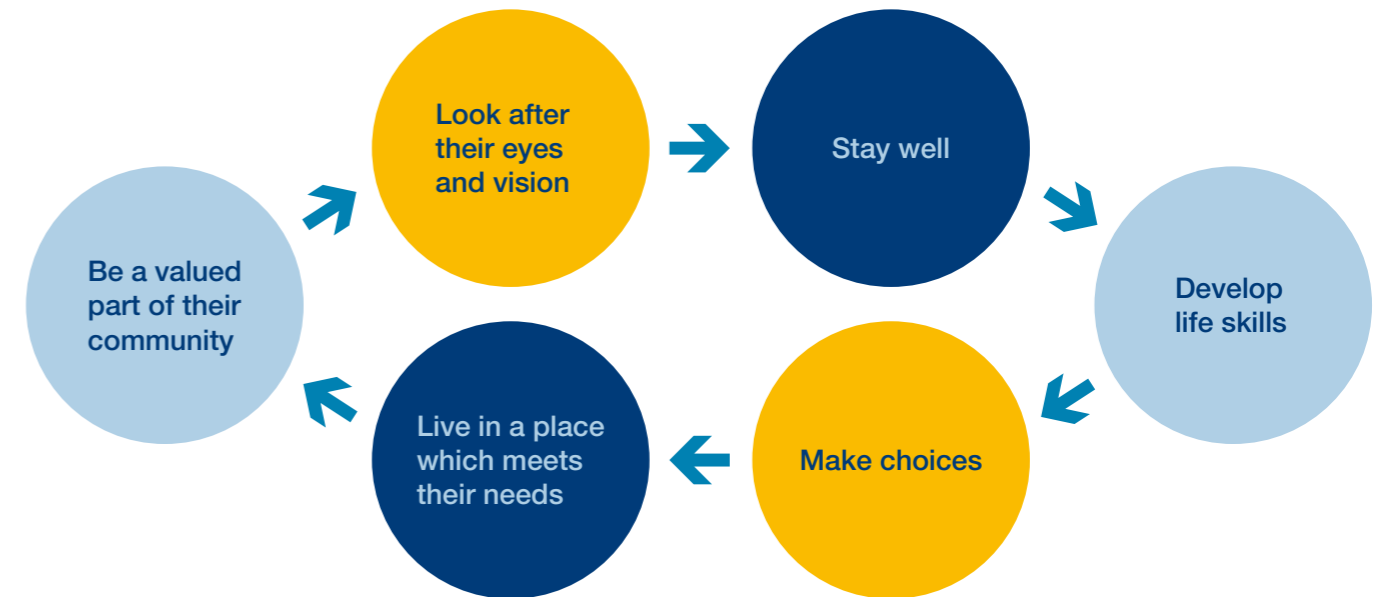 Look after
their eyes
and vision
Stay well
Develop
life skills
Make choices
Live in a place
which meets
their needs
Be a valued
part of their
community